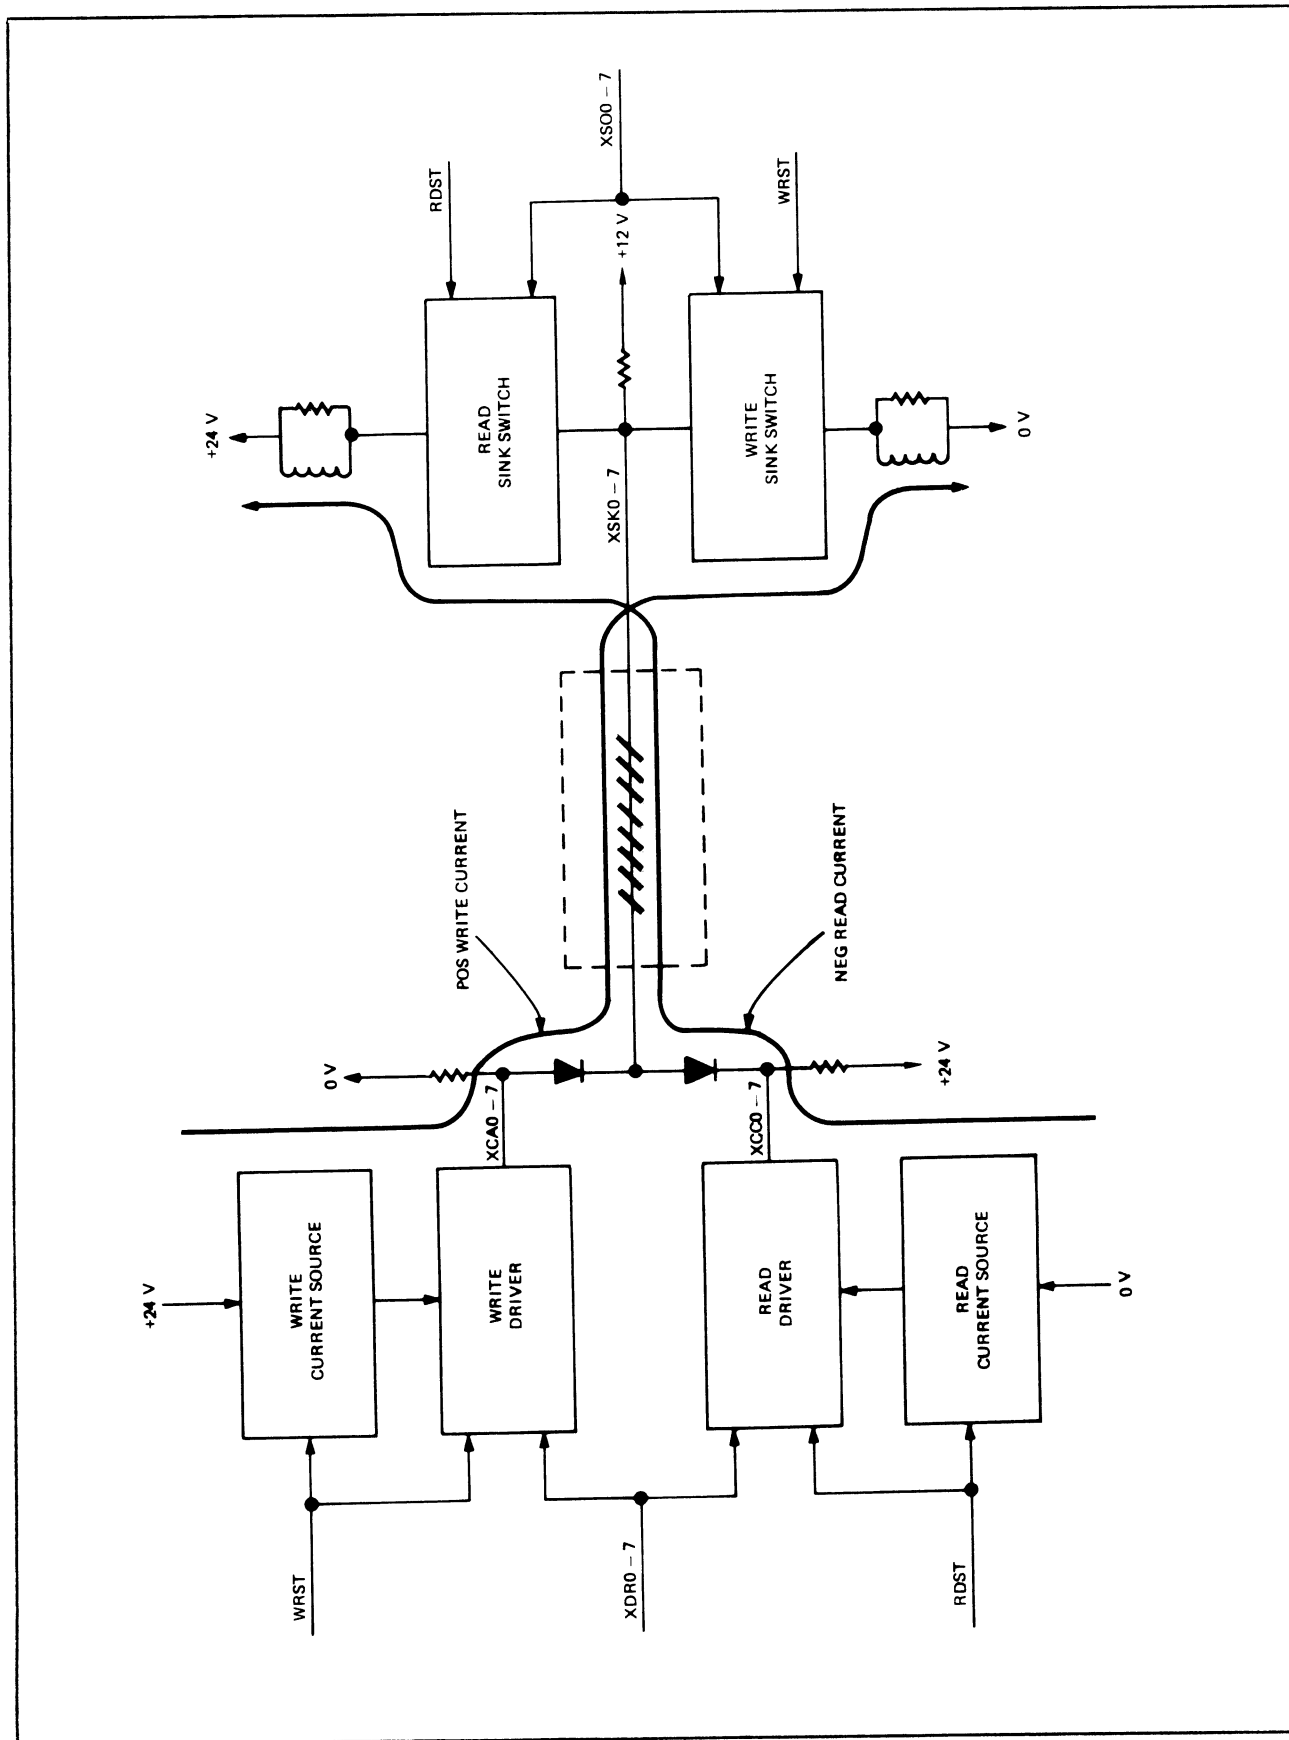 WRST
XDR0 – 7
RDST
+24 V
WRITE
CURRENT SOURCE
WRITE
DRIVER
READ
DRIVER
READ
CURRENT SOURCE
0 V
XCA0 – 7
XCC0 – 7
0 V
+24 V
POS WRITE CURRENT
NEG READ CURRENT
XSK0 – 7
+24 V
READ
SINK SWITCH
WRITE
SINK SWITCH
0 V
+12 V
RDST
XSO0 – 7
WRST